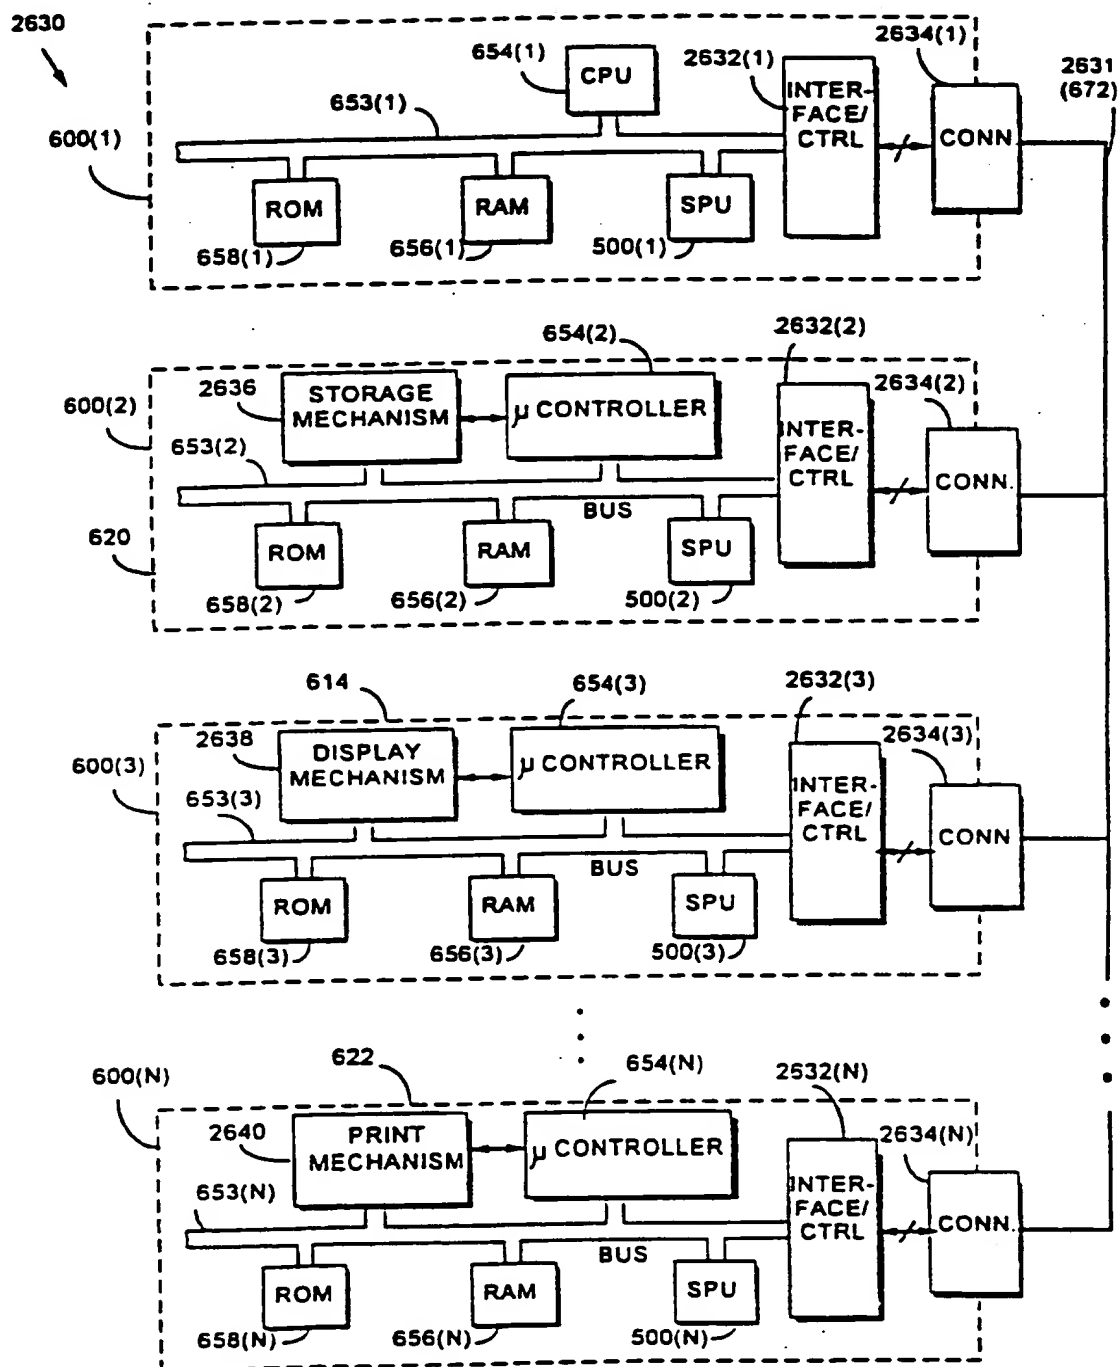 2630
600(1)
654(1)
CPU
2632(1)
INTER-
FACE/
CTRL
2634(1)
CONN
2631
(672)
653(1)
ROM
658(1)
RAM
656(1)
SPU
500(1)
600(2)
620
2636
STORAGE
MECHANISM
654(2)
μ CONTROLLER
2632(2)
INTER-
FACE/
CTRL
2634(2)
CONN.
653(2)
BUS
ROM
658(2)
RAM
656(2)
SPU
500(2)
600(3)
614
2638
DISPLAY
MECHANISM
654(3)
μ CONTROLLER
2632(3)
INTER-
FACE/
CTRL
2634(3)
CONN
653(3)
BUS
ROM
658(3)
RAM
656(3)
SPU
500(3)
600(N)
622
2640
PRINT
MECHANISM
654(N)
μ CONTROLLER
2632(N)
INTER-
FACE/
CTRL
2634(N)
CONN.
653(N)
BUS
ROM
658(N)
RAM
656(N)
SPU
500(N)